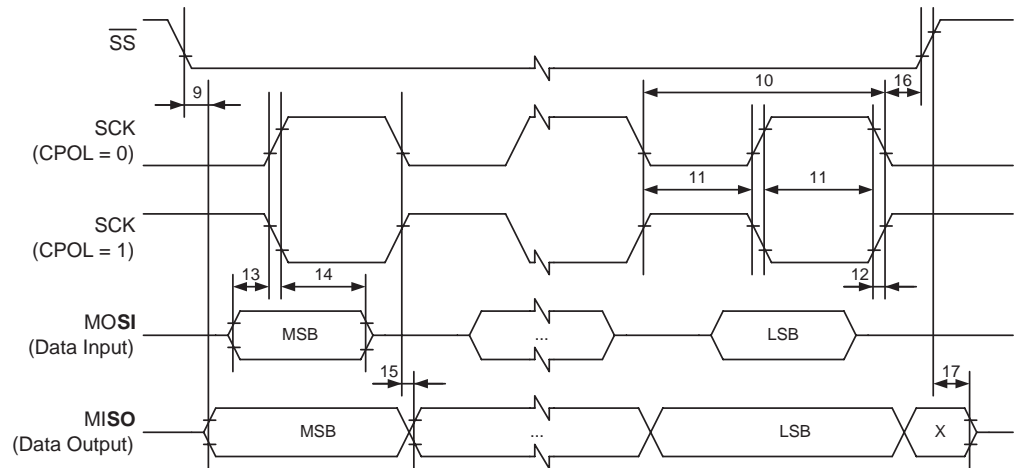 SS
9
10
16
SCK
(CPOL = 0)
11
11
SCK
(CPOL = 1)
13
14
12
MOSI
(Data Input)
MSB
...
LSB
15
17
MISO
(Data Output)
MSB
...
LSB
X